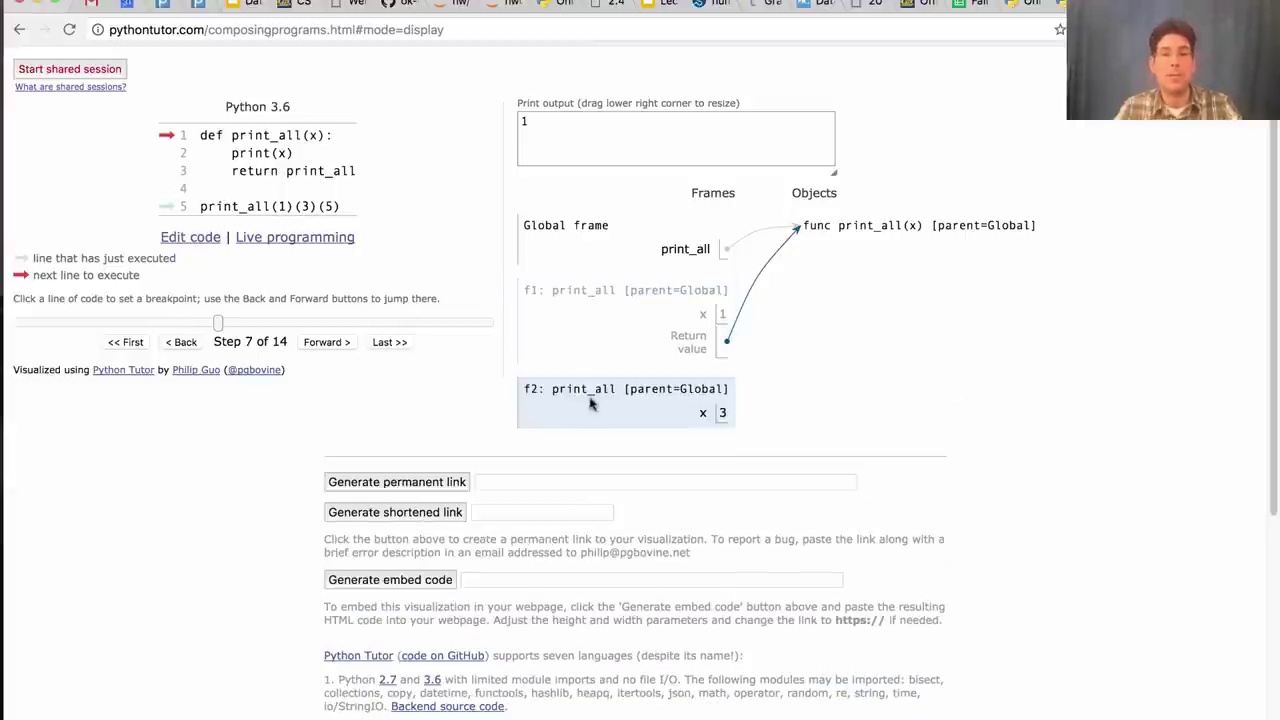 CS
We
ok-
2.4
Lec
20
Fall
pythontutor.com/composingprograms.html#mode=display
Start shared session
What are shared sessions?
Python 3.6
1 def print_all(x):
2 print(x)
3 return print_all
4
5 print_all(1)(3)(5)
Edit code | Live programming
line that has just executed
next line to execute
Click a line of code to set a breakpoint; use the Back and Forward buttons to jump there.
<< First
< Back
Step 7 of 14
Forward >
Last >>
Visualized using Python Tutor by Philip Guo (@pgbovine)
Print output (drag lower right corner to resize)
1
Frames
Objects
Global frame
print_all
func print_all(x) [parent=Global]
f1: print_all [parent=Global]
x 1
Return
value
f2: print_all [parent=Global]
x 3
Generate permanent link
Generate shortened link
Click the button above to create a permanent link to your visualization. To report a bug, paste the link along with a
brief error description in an email addressed to philip@pgbovine.net
Generate embed code
To embed this visualization in your webpage, click the 'Generate embed code' button above and paste the resulting
HTML code into your webpage. Adjust the height and width parameters and change the link to https:// if needed.
Python Tutor (code on GitHub) supports seven languages (despite its name!):
1. Python 2.7 and 3.6 with limited module imports and no file I/O. The following modules may be imported: bisect,
collections, copy, datetime, functools, hashlib, heapq, itertools, json, math, operator, random, re, string, time,
io/StringIO. Backend source code.